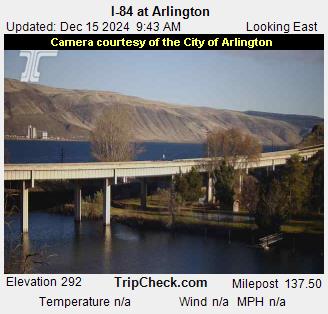 I-84 at Arlington
Updated: Dec 15 2024 9:43 AM Looking East
Camera courtesy of the City of Arlington
Elevation 292 TripCheck.com Milepost 137.50
Temperature n/a Wind n/a MPH n/a